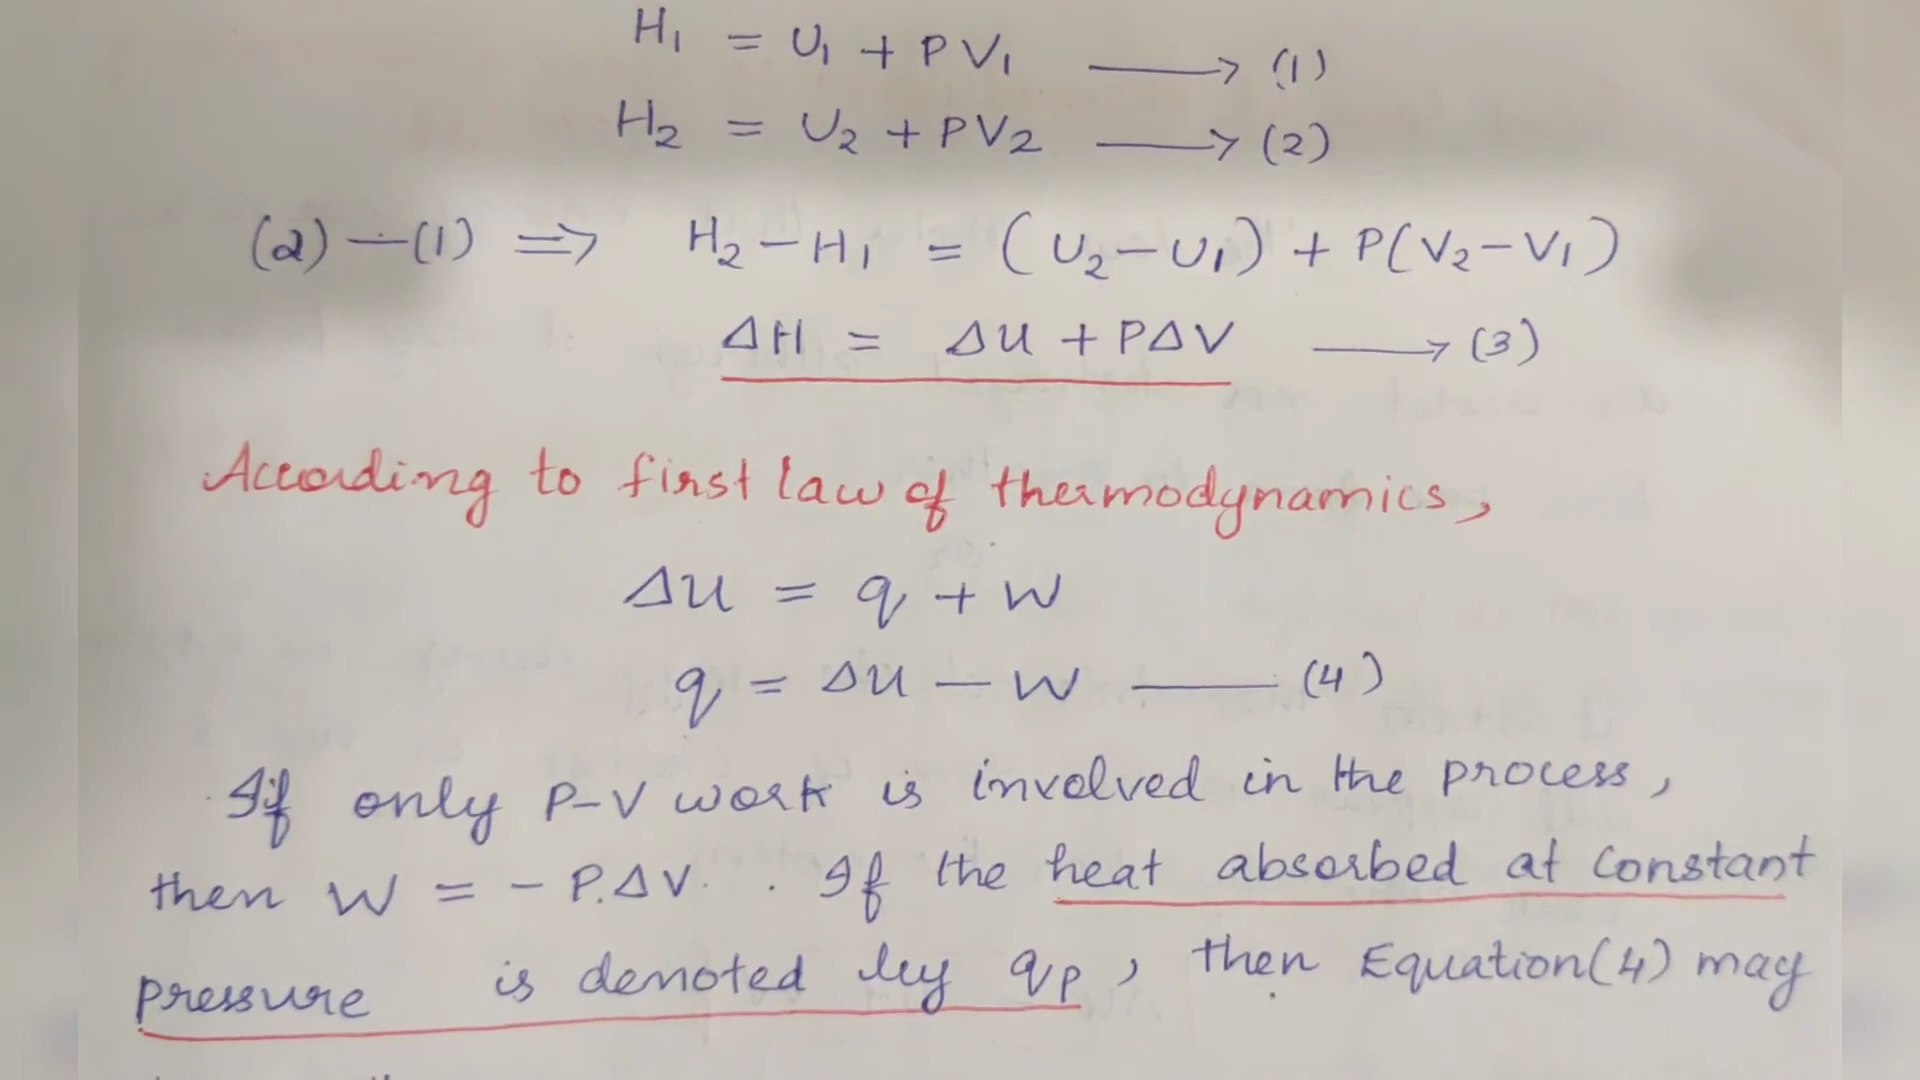 H₁ = U₁ + PV₁ ⟶ (1)
H₂ = U₂ + PV₂ ⟶ (2)
(2) — (1) ⟹ H₂ – H₁ = (U₂ – U₁) + P(V₂ – V₁)
ΔH = ΔU + PΔV ⟶ (3)
According to first law of thermodynamics,
ΔU = q + W
q = ΔU – W —— (4)
If only P-V work is involved in the process,
then W = - P.ΔV. If the heat absorbed at constant
pressure is denoted by qₚ, then Equation(4) may